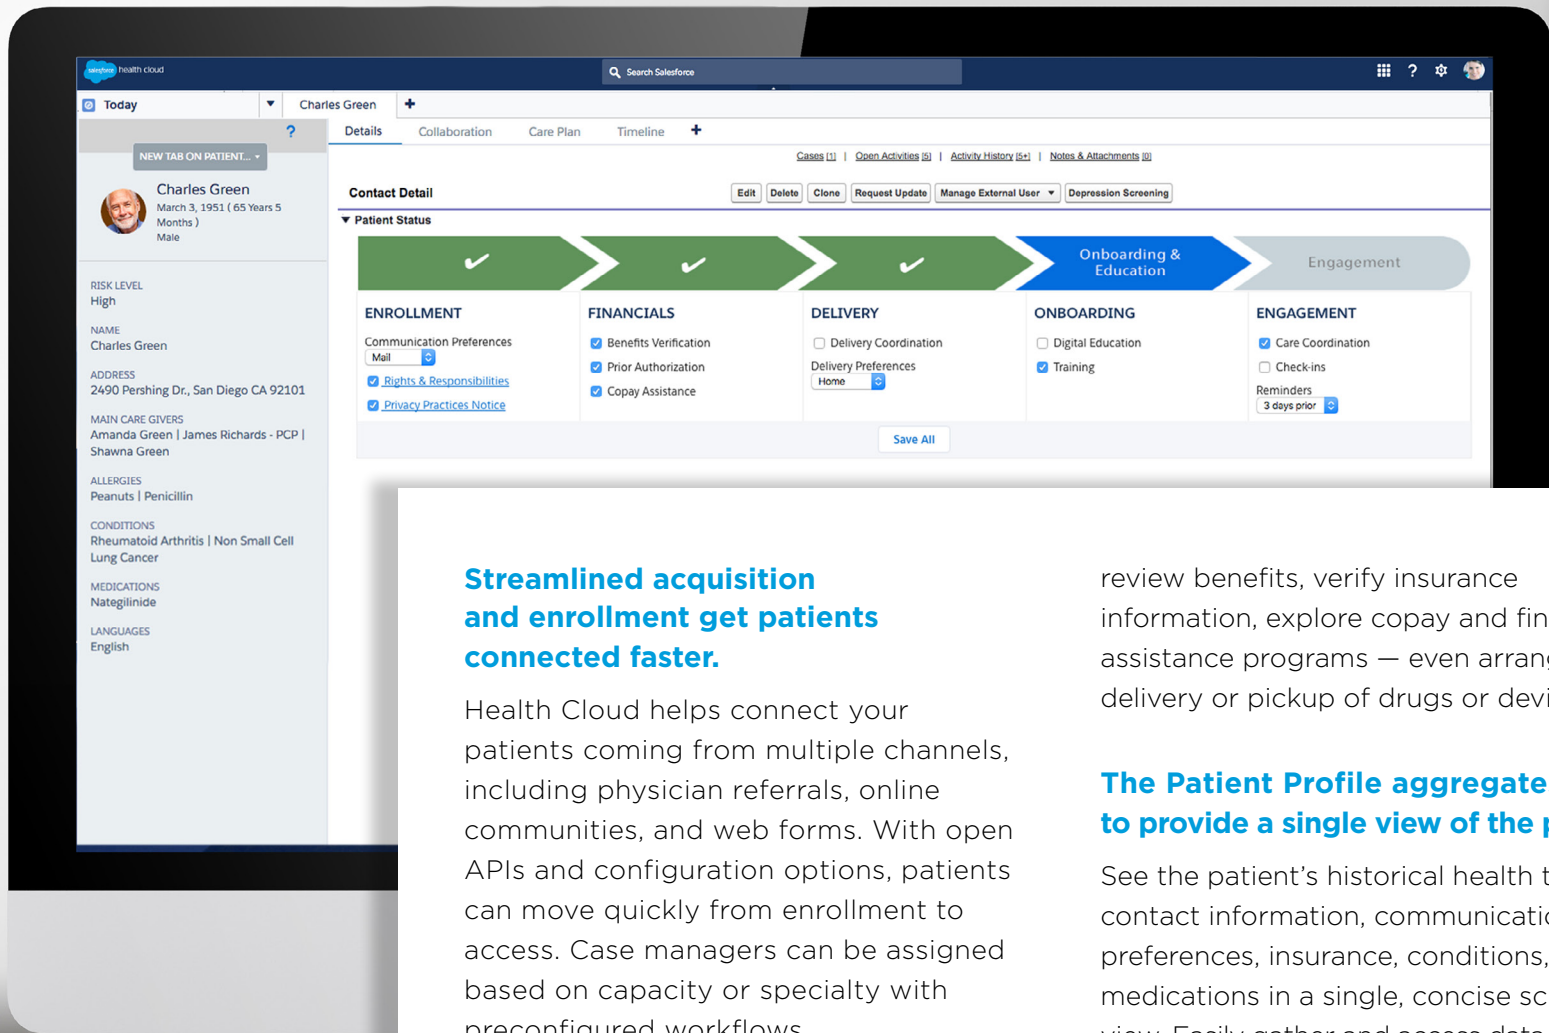 salesforce health cloud
Search Salesforce
?
Today
Charles Green
?
NEW TAB ON PATIENT...
Charles Green
March 3, 1951 ( 65 Years 5
Months )
Male
RISK LEVEL
High
NAME
Charles Green
ADDRESS
2490 Pershing Dr., San Diego CA 92101
MAIN CARE GIVERS
Amanda Green | James Richards - PCP |
Shawna Green
ALLERGIES
Peanuts | Penicillin
CONDITIONS
Rheumatoid Arthritis | Non Small Cell
Lung Cancer
MEDICATIONS
Nategilinide
LANGUAGES
English
Details Collaboration Care Plan Timeline
Cases [1] | Open Activities [5] | Activity History [5+] | Notes & Attachments [0]
Contact Detail
Edit Delete Clone Request Update Manage External User Depression Screening
Patient Status
Onboarding &
Education
Engagement
ENROLLMENT
Communication Preferences
Mail
Rights & Responsibilities
Privacy Practices Notice
FINANCIALS
Benefits Verification
Prior Authorization
Copay Assistance
DELIVERY
Delivery Coordination
Delivery Preferences
Home
ONBOARDING
Digital Education
Training
ENGAGEMENT
Care Coordination
Check-ins
Reminders
3 days prior
Save All
Streamlined acquisition
and enrollment get patients
connected faster.
Health Cloud helps connect your
patients coming from multiple channels,
including physician referrals, online
communities, and web forms. With open
APIs and configuration options, patients
can move quickly from enrollment to
access. Case managers can be assigned
based on capacity or specialty with
preconfigured workflows
review benefits, verify insurance
information, explore copay and fin
assistance programs — even arran
delivery or pickup of drugs or devi
The Patient Profile aggregate
to provide a single view of the p
See the patient's historical health t
contact information, communicatio
preferences, insurance, conditions,
medications in a single, concise sc
view. Easily gather and access data